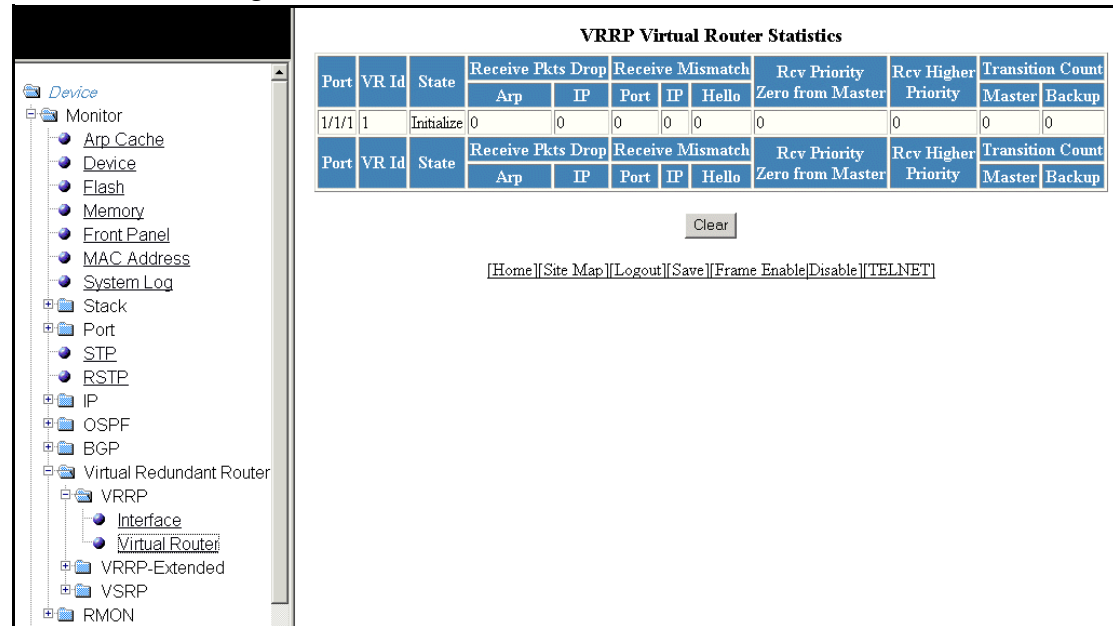 Device
Monitor
Arp Cache
Device
Flash
Memory
Front Panel
MAC Address
System Log
Stack
Port
STP
RSTP
IP
OSPF
BGP
Virtual Redundant Router
VRRP
Interface
Virtual Router
VRRP-Extended
VSRP
RMON
VRRP Virtual Router Statistics
Port VR Id State Receive Pkts Drop Receive Mismatch Rcv Priority Zero from Master Rcv Higher Priority Transition Count
Arp IP Port IP Hello Master Backup
1/1/1 1 Initialize 0 0 0 0 0 0 0 0 0
Port VR Id State Receive Pkts Drop Receive Mismatch Rcv Priority Zero from Master Rcv Higher Priority Transition Count
Arp IP Port IP Hello Master Backup
Clear
[Home][Site Map][Logout][Save][Frame Enable|Disable][TELNET]